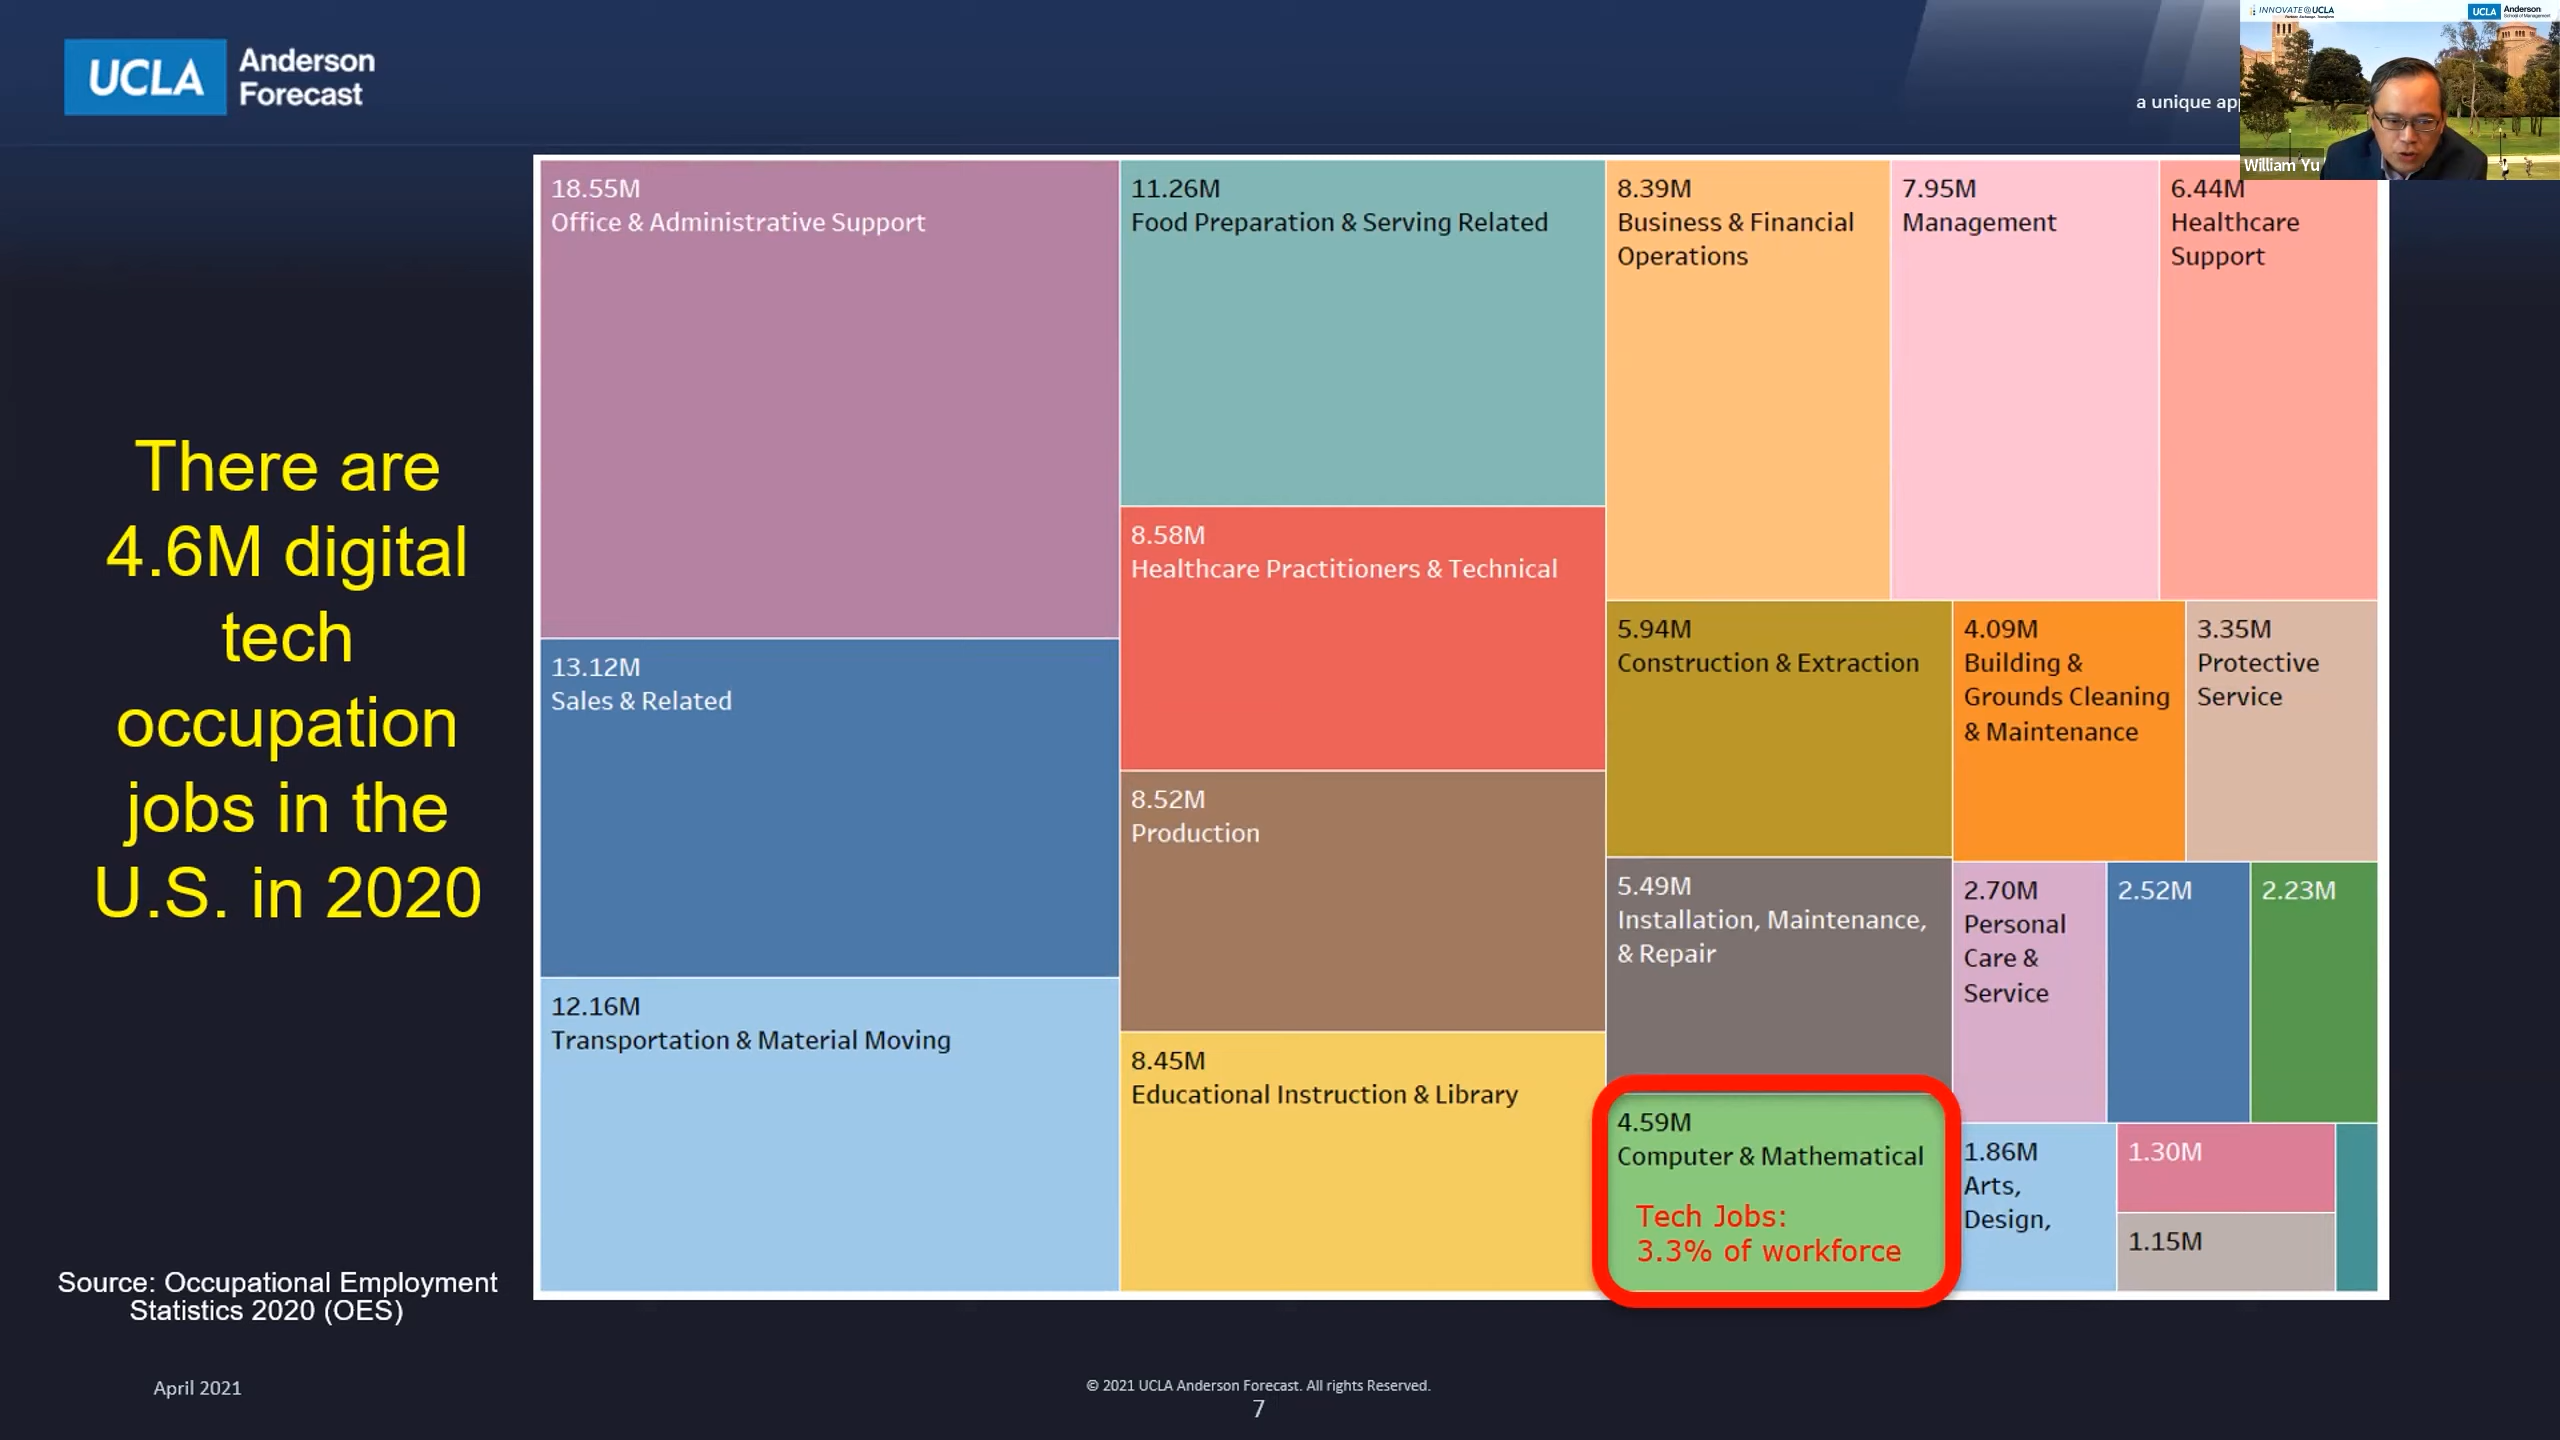 UCLA
Anderson
Forecast
INNOVATE@UCLA
UCLA
Anderson
a unique app
William Yu
There are
4.6M digital
tech
occupation
jobs in the
U.S. in 2020
Source: Occupational Employment
Statistics 2020 (OES)
18.55M
Office & Administrative Support
13.12M
Sales & Related
12.16M
Transportation & Material Moving
11.26M
Food Preparation & Serving Related
8.58M
Healthcare Practitioners & Technical
8.52M
Production
8.45M
Educational Instruction & Library
8.39M
Business & Financial
Operations
7.95M
Management
6.44M
Healthcare
Support
5.94M
Construction & Extraction
4.09M
Building &
Grounds Cleaning
& Maintenance
3.35M
Protective
Service
5.49M
Installation, Maintenance,
& Repair
2.70M
Personal
Care &
Service
2.52M
2.23M
4.59M
Computer & Mathematical
Tech Jobs:
3.3% of workforce
1.86M
Arts,
Design,
1.30M
1.15M
April 2021
© 2021 UCLA Anderson Forecast. All rights Reserved.
7